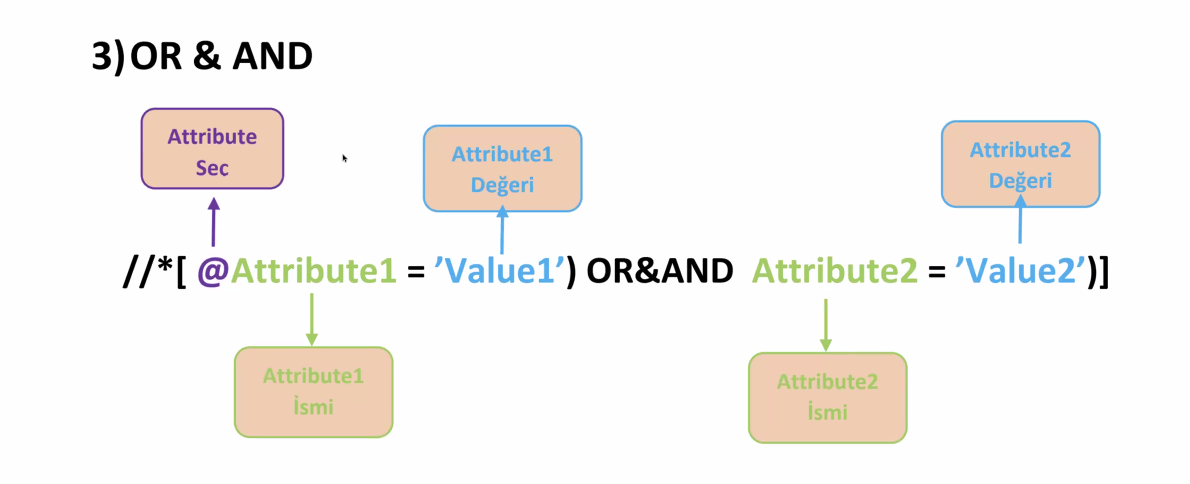 3) OR & AND
Attribute
Sec
Attribute1
Değeri
Attribute2
Değeri
//*[ @Attribute1 = ’Value1’) OR&AND Attribute2 = ’Value2’)]
Attribute1
İsmi
Attribute2
İsmi